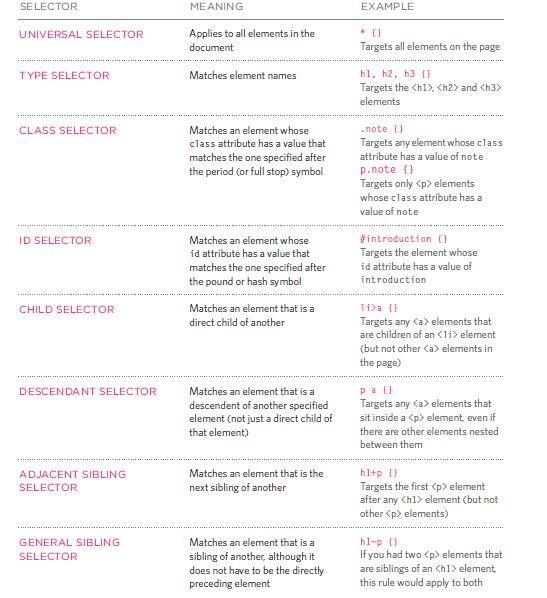 SELECTOR MEANING EXAMPLE
UNIVERSAL SELECTOR
Applies to all elements in the
document
* {}
Targets all elements on the page
TYPE SELECTOR
Matches element names
h1, h2, h3 {}
Targets the <h1>, <h2> and <h3>
elements
CLASS SELECTOR
Matches an element whose
class attribute has a value that
matches the one specified after
the period (or full stop) symbol
.note {}
Targets any element whose class
attribute has a value of note
p.note {}
Targets only <p> elements
whose class attribute has a
value of note
ID SELECTOR
Matches an element whose
id attribute has a value that
matches the one specified after
the pound or hash symbol
#introduction {}
Targets the element whose
id attribute has a value of
introduction
CHILD SELECTOR
Matches an element that is a
direct child of another
li>a {}
Targets any <a> elements that
are children of an <li> element
(but not other <a> elements in
the page)
DESCENDANT SELECTOR
Matches an element that is a
descendent of another specified
element (not just a direct child of
that element)
p a {}
Targets any <a> elements that
sit inside a <p> element, even if
there are other elements nested
between them
ADJACENT SIBLING
SELECTOR
Matches an element that is the
next sibling of another
h1+p {}
Targets the first <p> element
after any <h1> element (but not
other <p> elements)
GENERAL SIBLING
SELECTOR
Matches an element that is a
sibling of another, although it
does not have to be the directly
preceding element
h1~p {}
If you had two <p> elements that
are siblings of an <h1> element,
this rule would apply to both